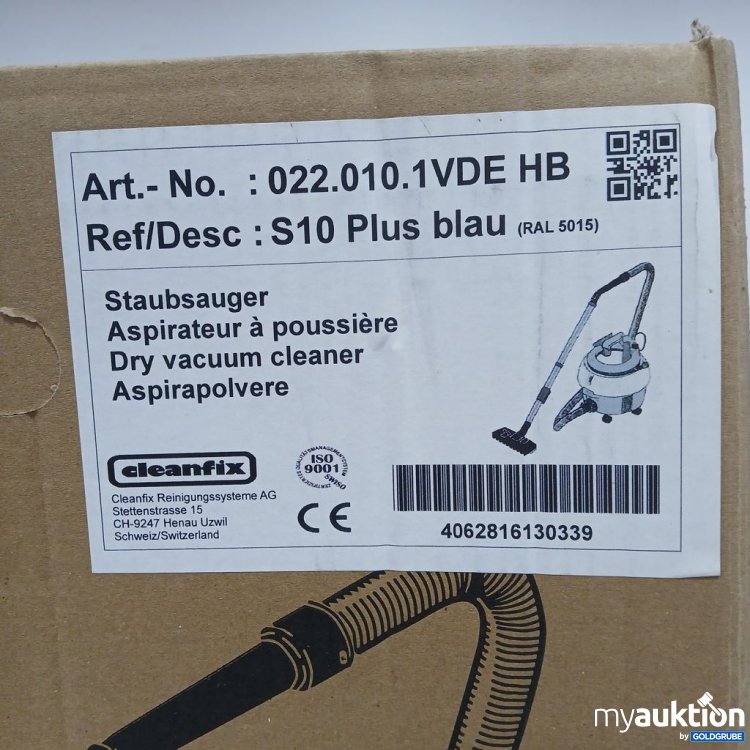 Art.- No. : 022.010.1VDE HB
Ref/Desc : S10 Plus blau (RAL 5015)
Staubsauger
Aspirateur à poussière
Dry vacuum cleaner
Aspirapolvere
cleanfix
Cleanfix Reinigungssysteme AG
Stettenstrasse 15
CH-9247 Henau Uzwil
Schweiz/Switzerland
ISO
9001
SWISO
CE
4062816130339
myauktion
by GOLDGRUBE